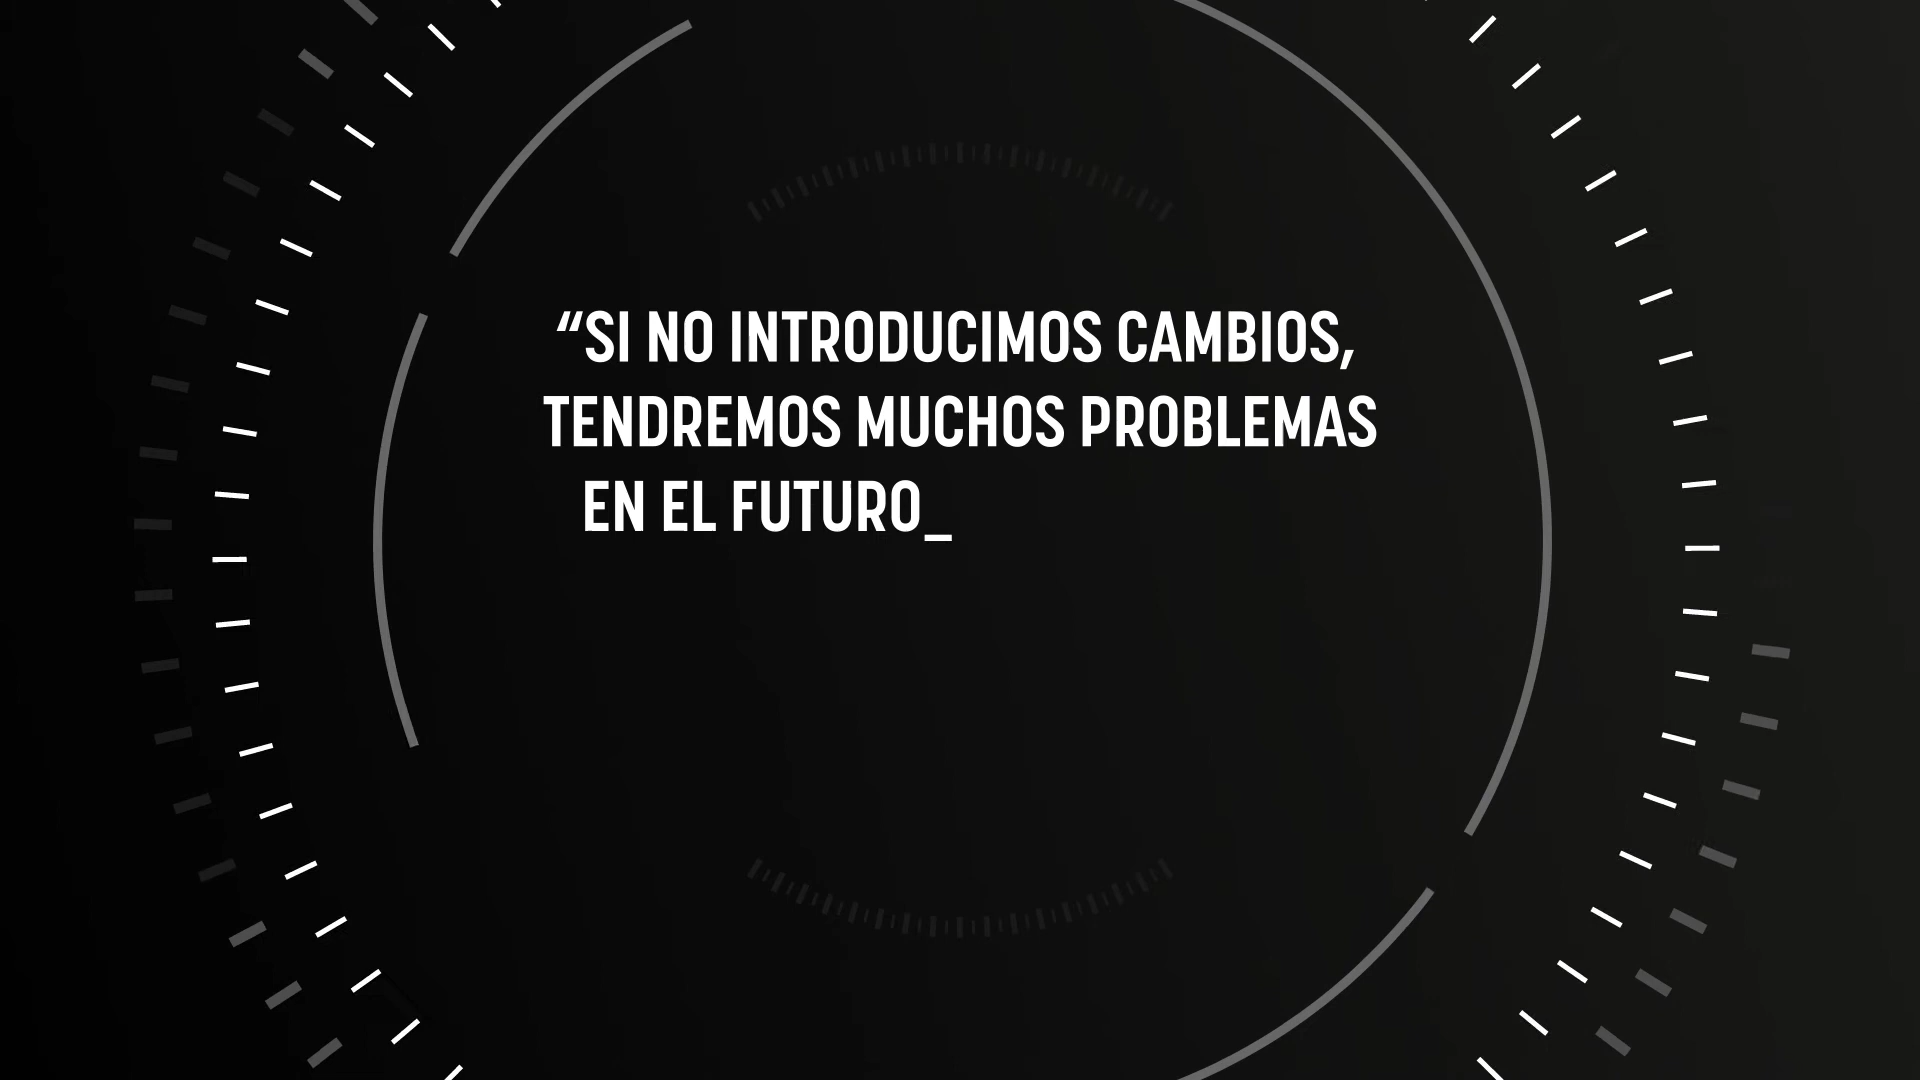 “SI NO INTRODUCIMOS CAMBIOS,
TENDREMOS MUCHOS PROBLEMAS
EN EL FUTURO_